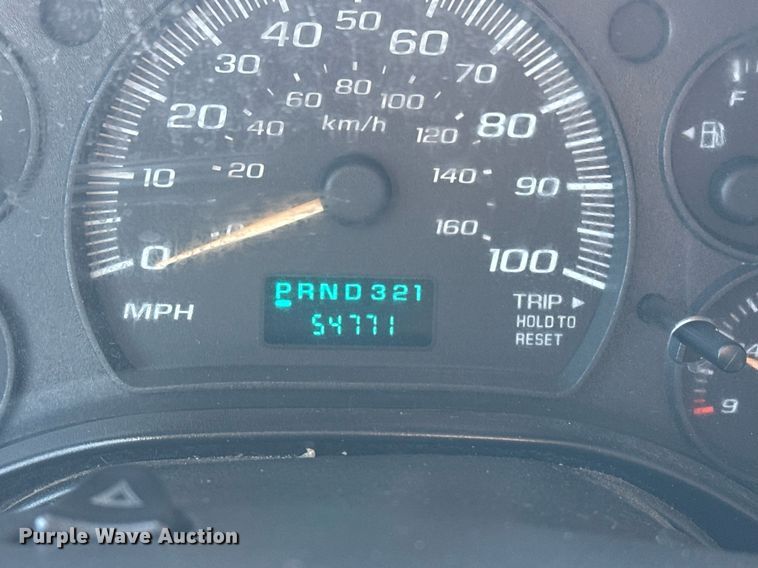 50
40 60
30 70
60 80 100
20 40 km/h 120 80
10 20 140 90
0 0 160 100
MPH
PRND321
54771
TRIP
HOLD TO
RESET
F
9
Purple Wave Auction